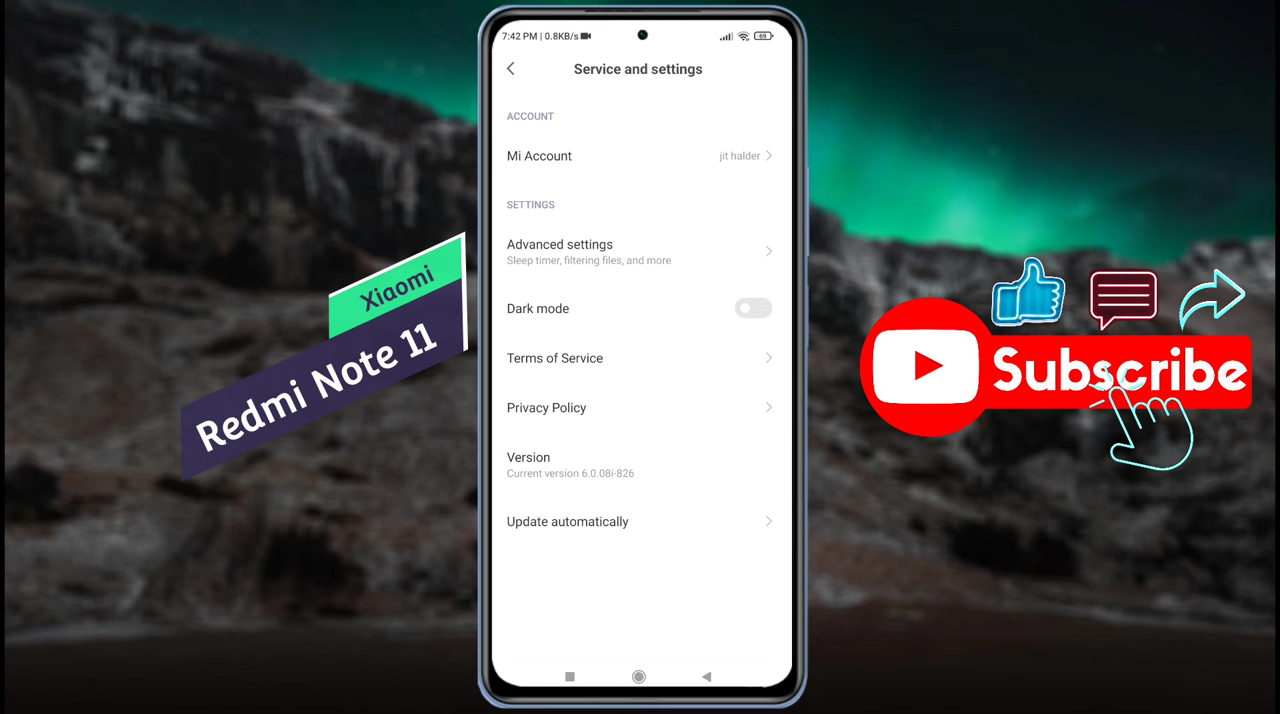 7:42 PM | 0.8KB/s
69
Service and settings
ACCOUNT
Mi Account
jit halder
SETTINGS
Advanced settings
Sleep timer, filtering files, and more
Dark mode
Terms of Service
Privacy Policy
Version
Current version 6.0.08i-826
Update automatically
Xiaomi
Redmi Note 11
Subscribe